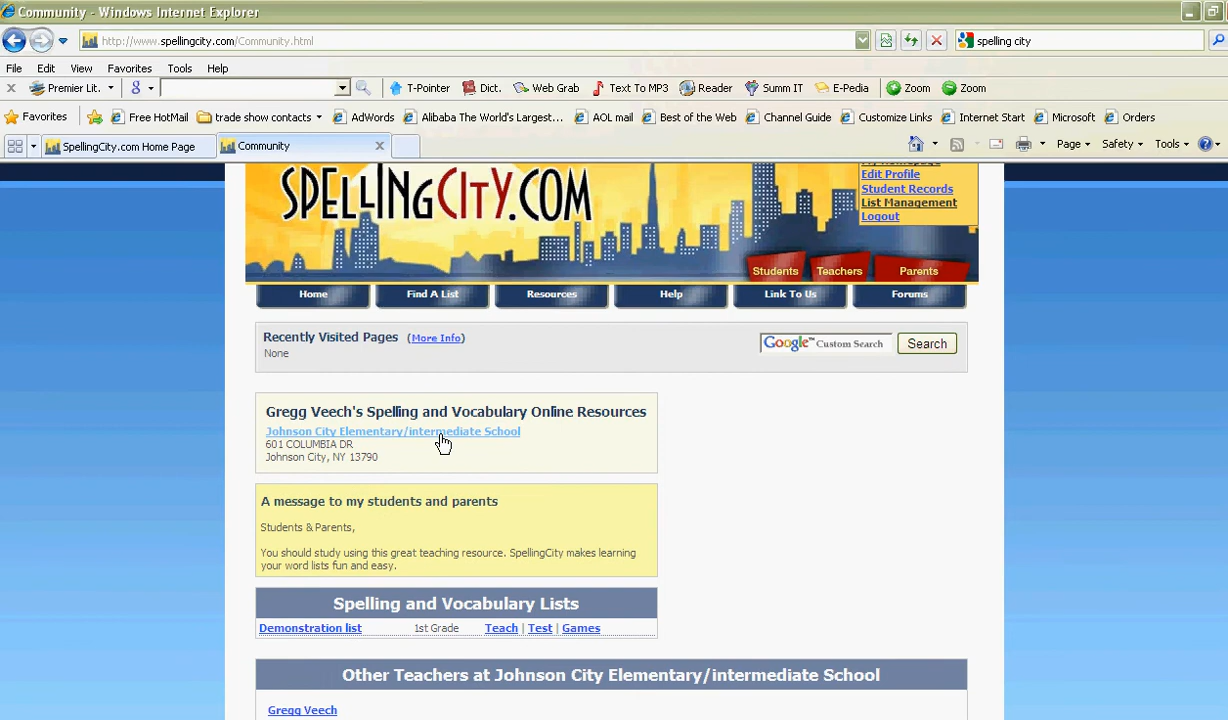 Community - Windows Internet Explorer
http://www.spellingcity.com/Community.html
spelling city
File Edit View Favorites Tools Help
Premier Lit. T-Pointer Dict. Web Grab Text To MP3 Reader Summ IT E-Pedia Zoom Zoom
Favorites Free HotMail trade show contacts AdWords Alibaba The World's Largest... AOL mail Best of the Web Channel Guide Customize Links Internet Start Microsoft Orders
SpellingCity.com Home Page Community Page Safety Tools
SPELLINGCITY.COM
Edit Profile
Student Records
List Management
Logout
Students Teachers Parents
Home Find A List Resources Help Link To Us Forums
Recently Visited Pages (More Info)
None
Google™ Custom Search Search
Gregg Veech's Spelling and Vocabulary Online Resources
Johnson City Elementary/intermediate School
601 COLUMBIA DR
Johnson City, NY 13790
A message to my students and parents
Students & Parents,
You should study using this great teaching resource. SpellingCity makes learning
your word lists fun and easy.
Spelling and Vocabulary Lists
Demonstration list 1st Grade Teach | Test | Games
Other Teachers at Johnson City Elementary/intermediate School
Gregg Veech